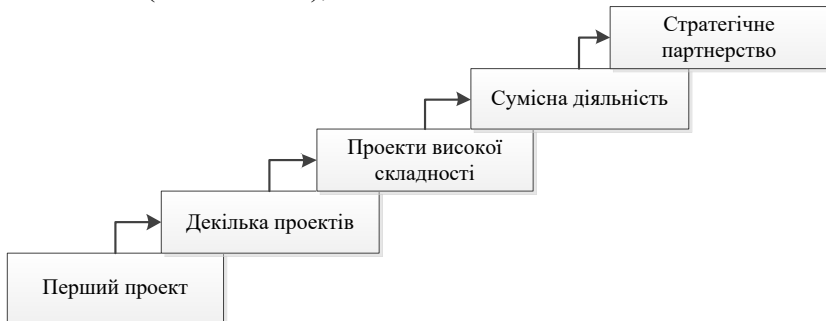 Стратегічне
партнерство
Сумісна діяльність
Проекти високої
складності
Декілька проектів
Перший проект